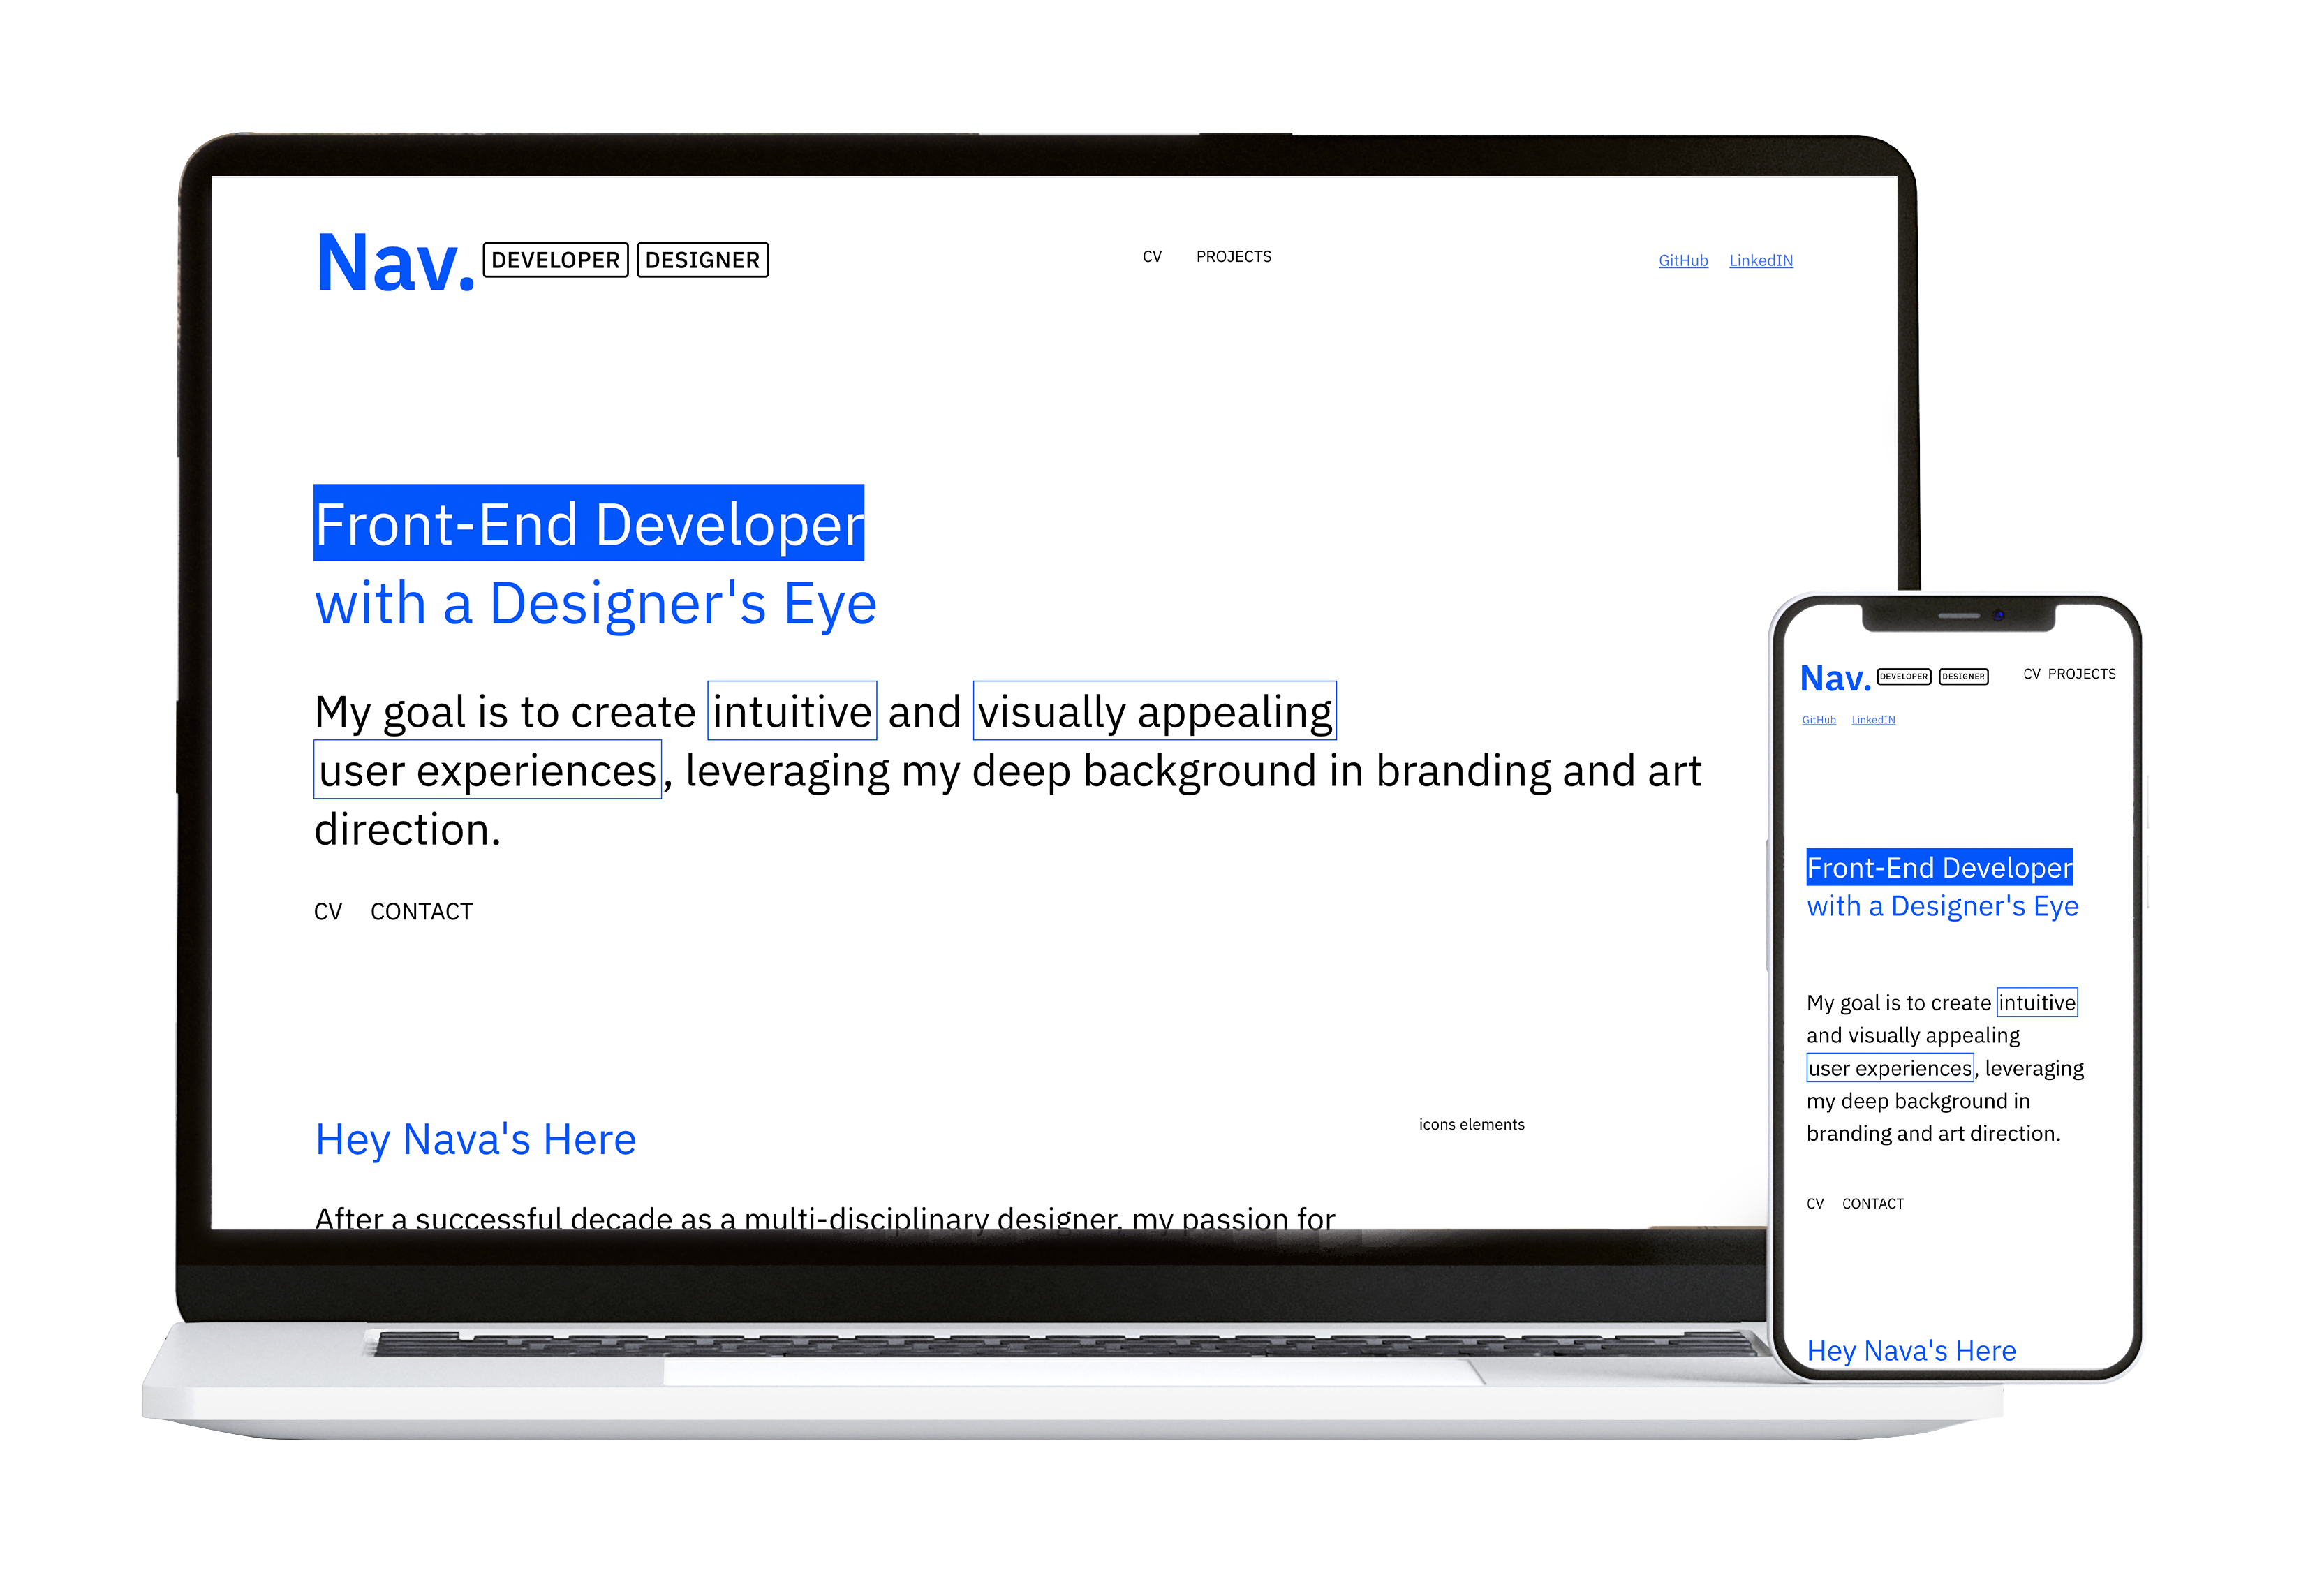 Nav. DEVELOPER DESIGNER CV PROJECTS GitHub LinkedIN
Front-End Developer
with a Designer's Eye
My goal is to create intuitive and visually appealing
user experiences, leveraging my deep background in branding and art
direction.
CV CONTACT
Hey Nava's Here
icons elements
After a successful decade as a multi-disciplinary designer, my passion for
Nav. DEVELOPER DESIGNER CV PROJECTS
GitHub LinkedIN
Front-End Developer
with a Designer's Eye
My goal is to create intuitive
and visually appealing
user experiences, leveraging
my deep background in
branding and art direction.
CV CONTACT
Hey Nava's Here